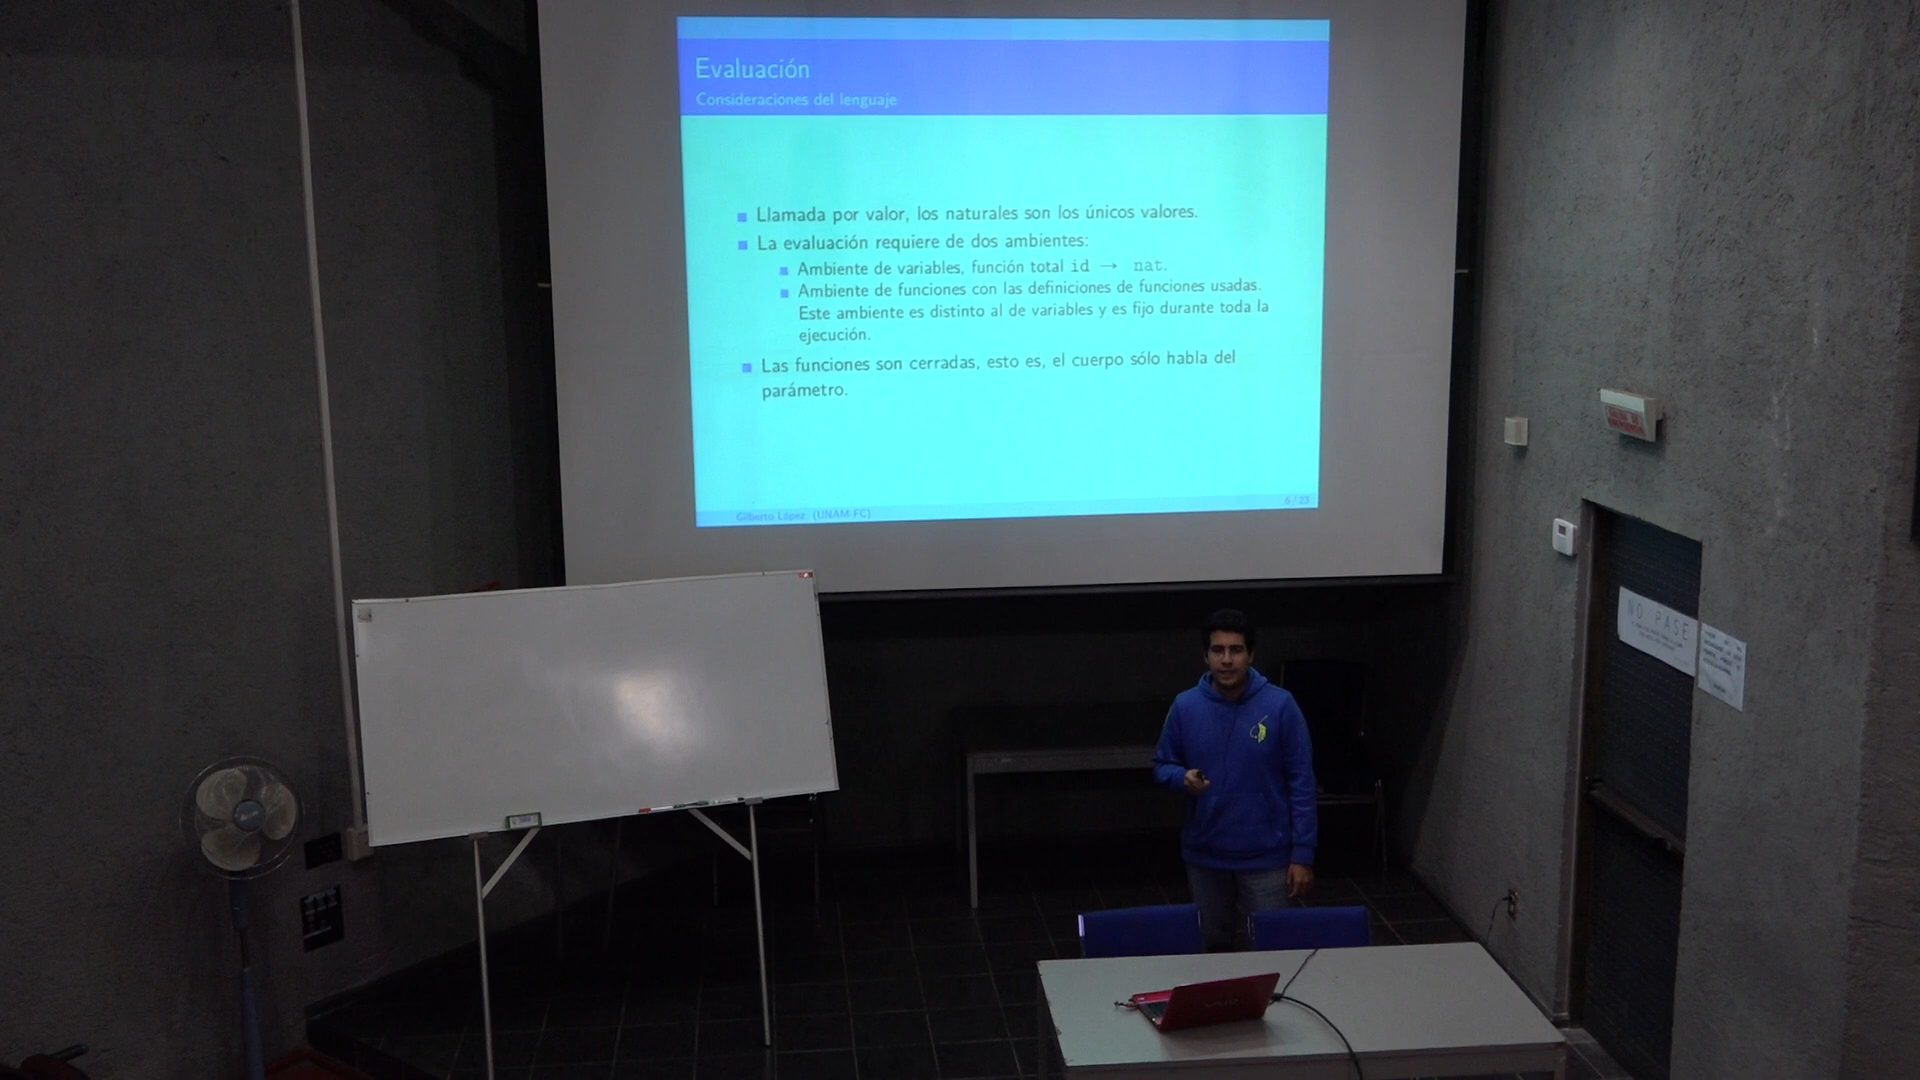 Evaluación
Consideraciones del lenguaje
Llamada por valor, los naturales son los únicos valores.
La evaluación requiere de dos ambientes:
Ambiente de variables, función total id → nat.
Ambiente de funciones con las definiciones de funciones usadas.
Este ambiente es distinto al de variables y es fijo durante toda la
ejecución.
Las funciones son cerradas, esto es, el cuerpo sólo habla del
parámetro.
Gilberto López (UNAM-FC)
6 / 23
NO PASE